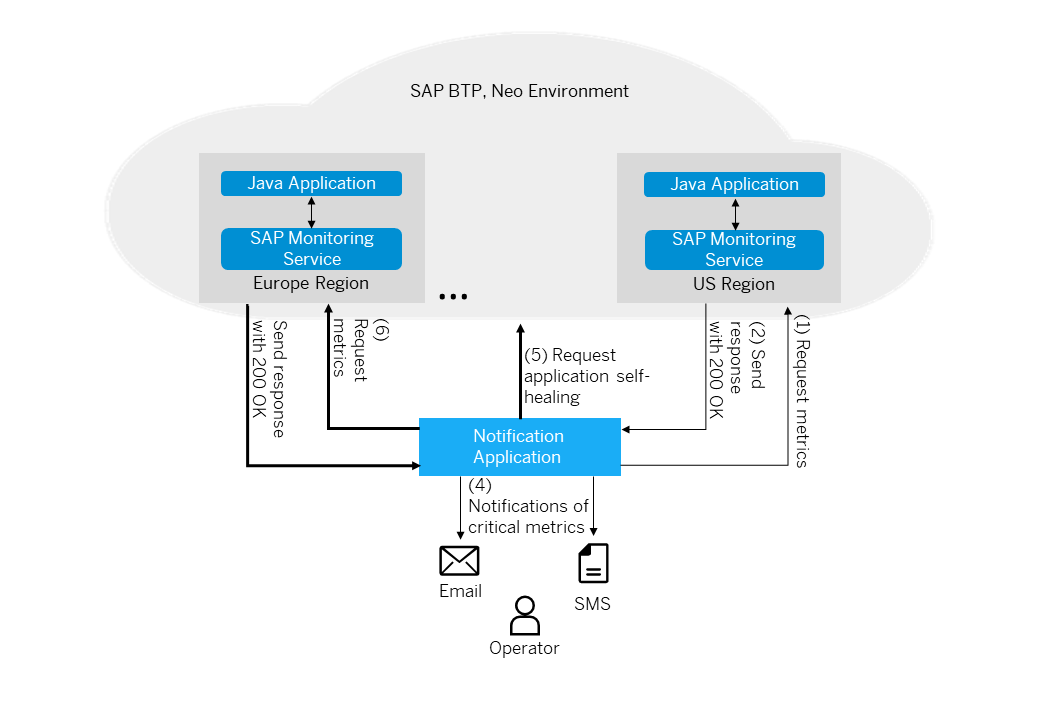 SAP BTP, Neo Environment
Java Application
SAP Monitoring
Service
Europe Region
...
Java Application
SAP Monitoring
Service
US Region
Send response
with 200 OK
(6)
Request
metrics
(5) Request
application self-
healing
(2) Send
response
with 200 OK
(1) Request metrics
Notification
Application
(4)
Notifications of
critical metrics
Email
SMS
Operator